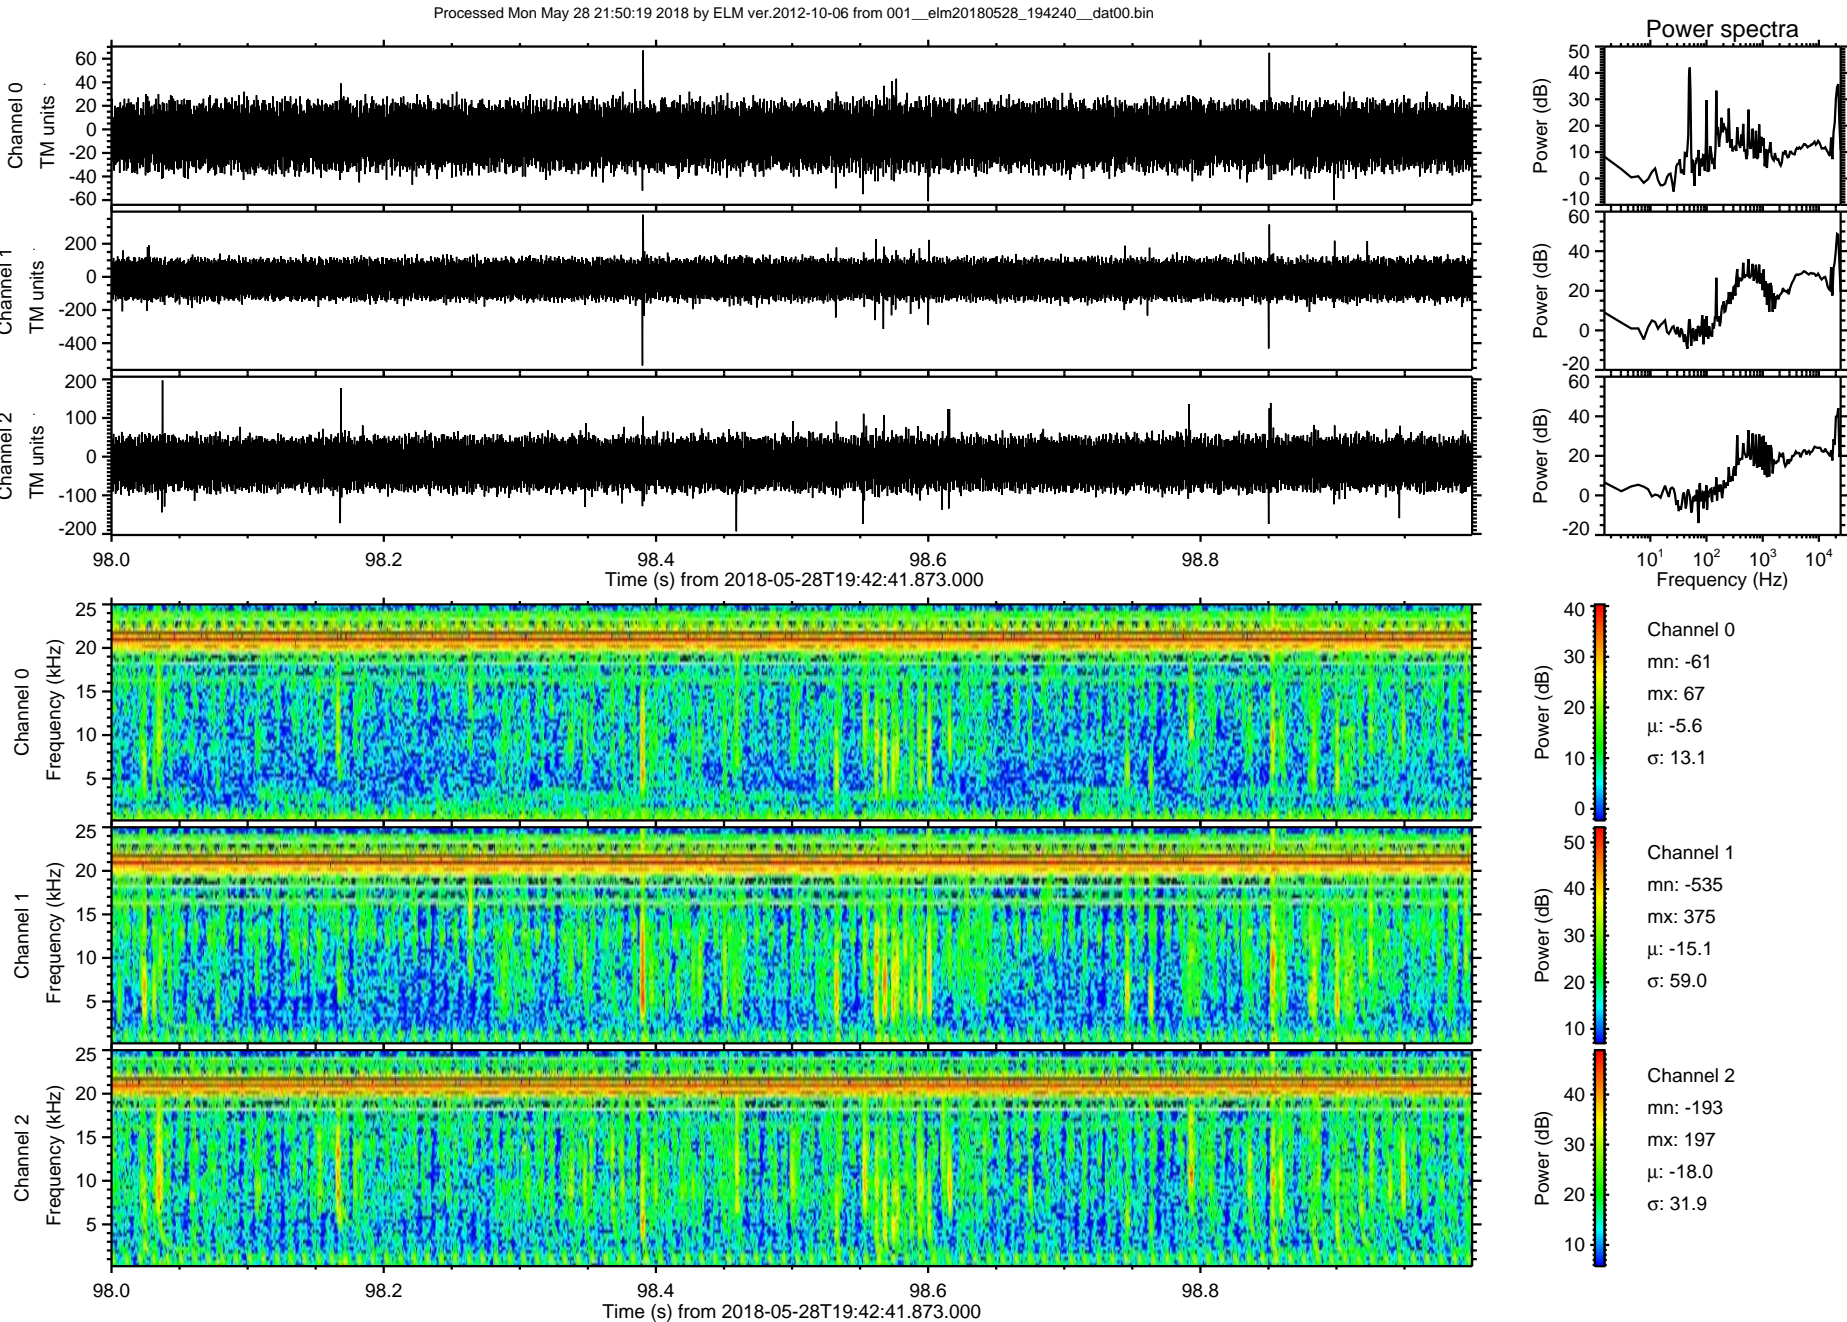 Processed Mon May 28 21:50:19 2018 by ELM ver.2012-10-06 from 001__elm20180528_194240__dat00.bin
Power spectra
Channel 0
TM units
60
40
20
0
-20
-40
-60
Power (dB)
50
40
30
20
10
0
-10
Channel 1
TM units
200
0
-200
-400
Power (dB)
60
40
20
0
-20
Channel 2
TM units
200
100
0
-100
-200
Power (dB)
60
40
20
0
-20
98.0 98.2 98.4 98.6 98.8
Time (s) from 2018-05-28T19:42:41.873.000
10^1 10^2 10^3 10^4
Frequency (Hz)
Channel 0
Frequency (kHz)
25
20
15
10
5
Power (dB)
40
30
20
10
0
Channel 0
mn: -61
mx: 67
μ: -5.6
σ: 13.1
Channel 1
Frequency (kHz)
25
20
15
10
5
Power (dB)
50
40
30
20
10
Channel 1
mn: -535
mx: 375
μ: -15.1
σ: 59.0
Channel 2
Frequency (kHz)
25
20
15
10
5
Power (dB)
40
30
20
10
Channel 2
mn: -193
mx: 197
μ: -18.0
σ: 31.9
98.0 98.2 98.4 98.6 98.8
Time (s) from 2018-05-28T19:42:41.873.000